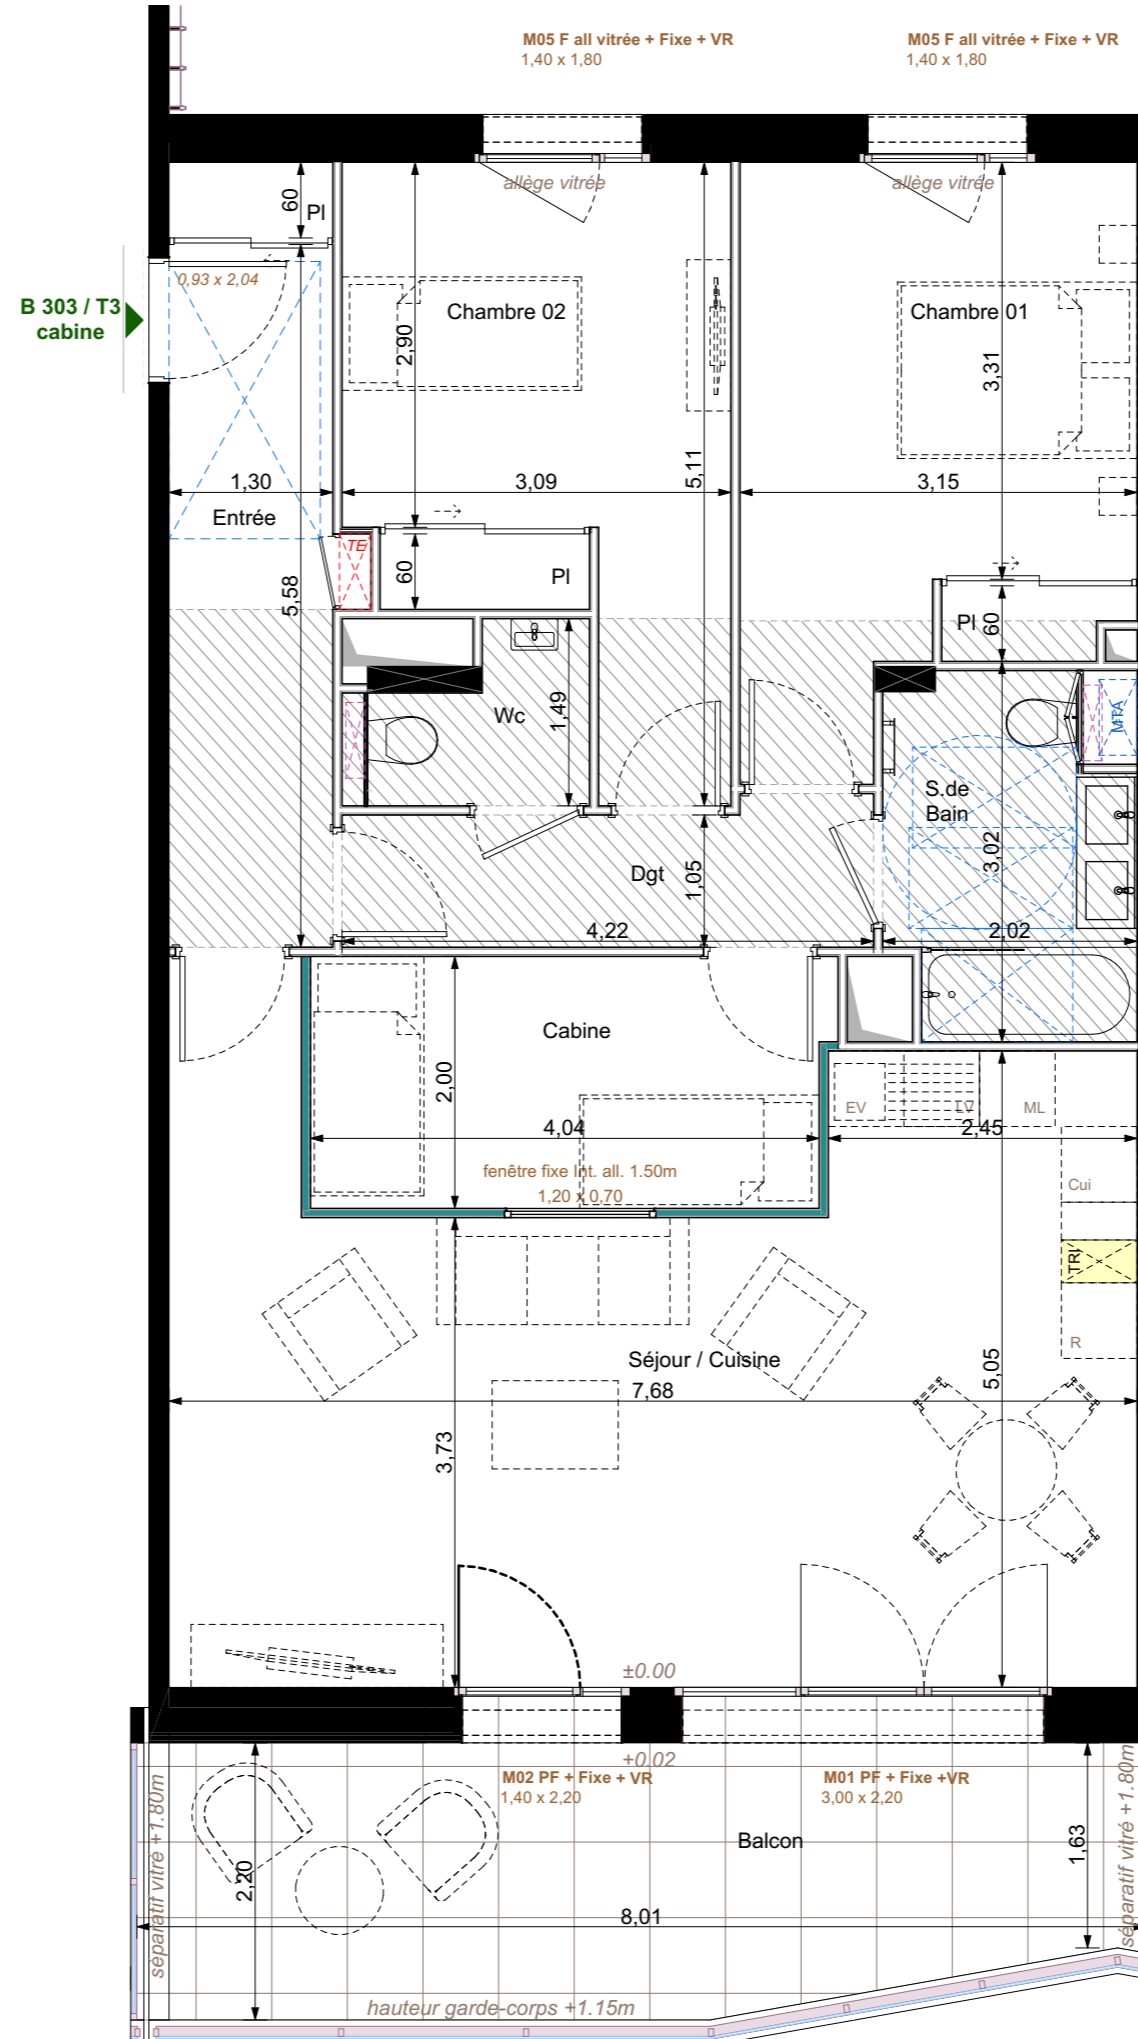 M05 F all vitrée + Fixe + VR
1,40 x 1,80
M05 F all vitrée + Fixe + VR
1,40 x 1,80
allège vitrée
allège vitrée
60
Pl
0,93 x 2,04
B 303 / T3
cabine
Chambre 02
Chambre 01
2,90
3,31
5,11
1,30
3,09
3,15
Entrée
TE
60
Pl
5,58
Pl
60
Wc
1,49
MTA
S.de
Bain
3,02
Dgt
1,05
4,22
2,02
Cabine
2,00
EV
LV
ML
4,04
2,45
fenêtre fixe Int. all. 1.50m
1,20 x 0,70
Cui
TRI
R
Séjour / Cuisine
5,05
7,68
3,73
±0.00
+0.02
M02 PF + Fixe + VR
1,40 x 2,20
M01 PF + Fixe +VR
3,00 x 2,20
séparatif vitré +1.80m
séparatif vitré +1.80m
Balcon
1,63
2,20
8,01
hauteur garde-corps +1.15m